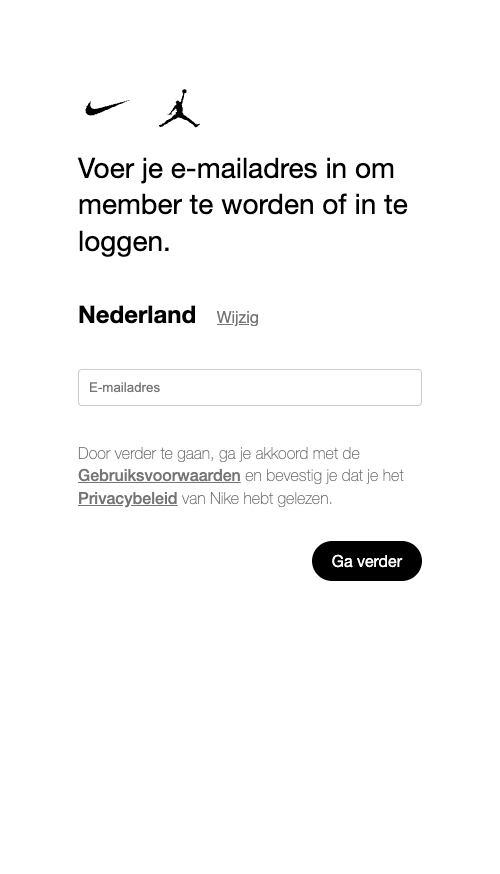 Voer je e-mailadres in om
member te worden of in te
loggen.
Nederland Wijzig
E-mailadres
Door verder te gaan, ga je akkoord met de
Gebruiksvoorwaarden en bevestig je dat je het
Privacybeleid van Nike hebt gelezen.
Ga verder